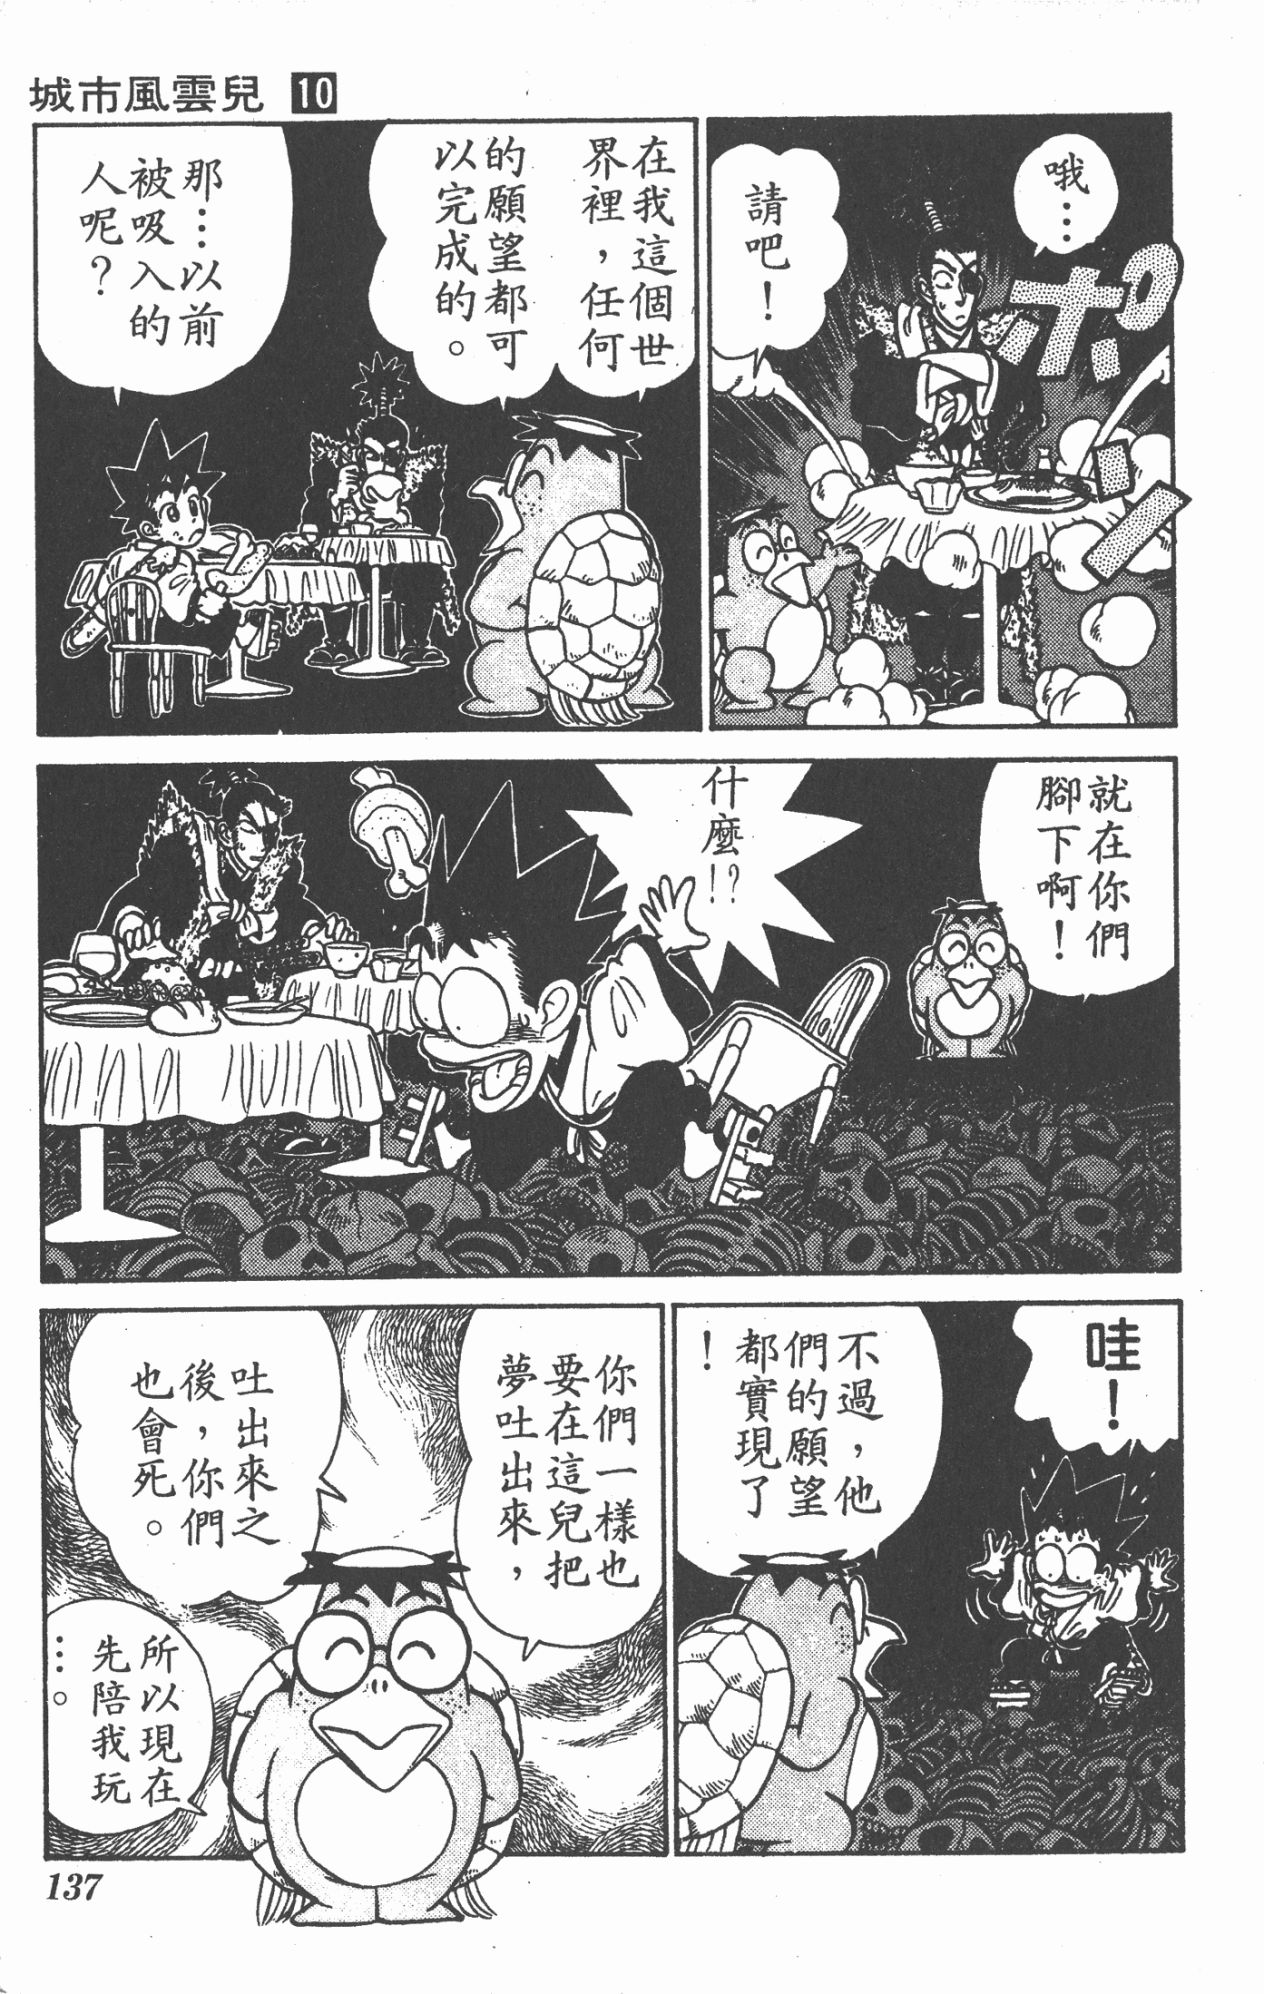 城市風雲兒 10
哦…
ポポ
請吧！
在我這個世
界裡，任何
的願望都可
以完成的。
那…以前
被吸入的
人呢？
就在你們
腳下啊！
什麼!?
哇！
不過，他
們的願望
都實現了
！
你們一樣也
要在這兒把
夢吐出來，
吐出來之
後，你們
也會死。
所以現在
先陪我玩
…。
137